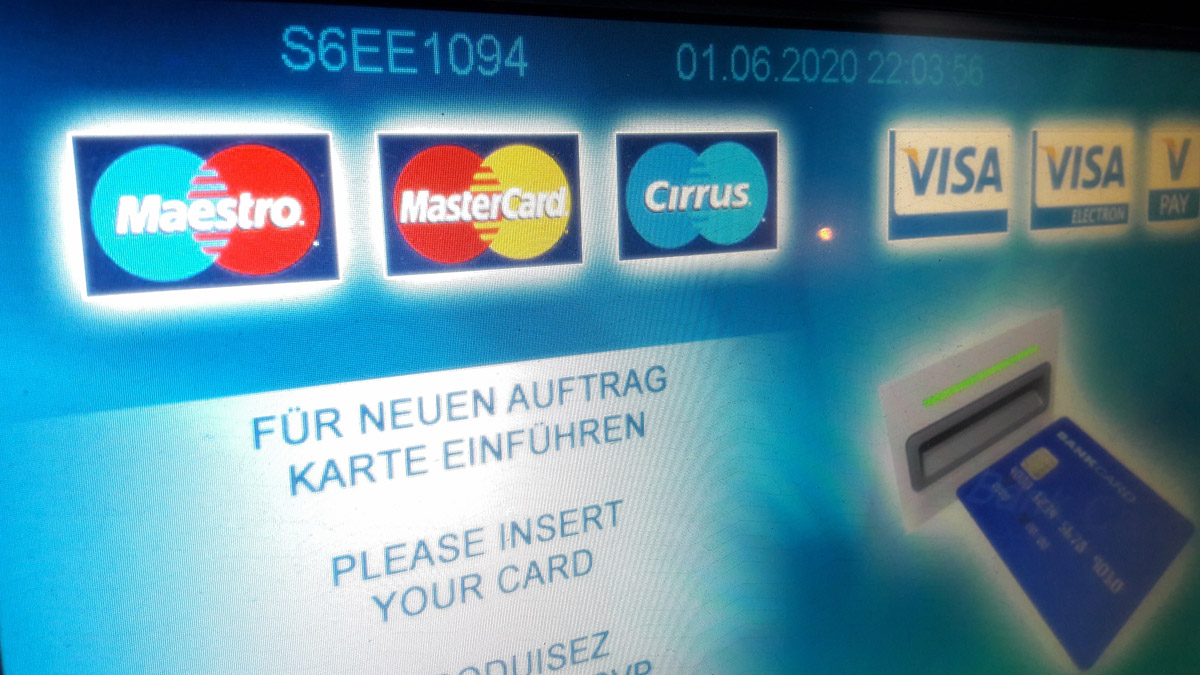 S6EE1094
01.06.2020 22:03:56
Maestro
MasterCard
Cirrus
VISA
VISA
ELECTRON
V
PAY
FÜR NEUEN AUFTRAG
KARTE EINFÜHREN
PLEASE INSERT
YOUR CARD
BANKCARD